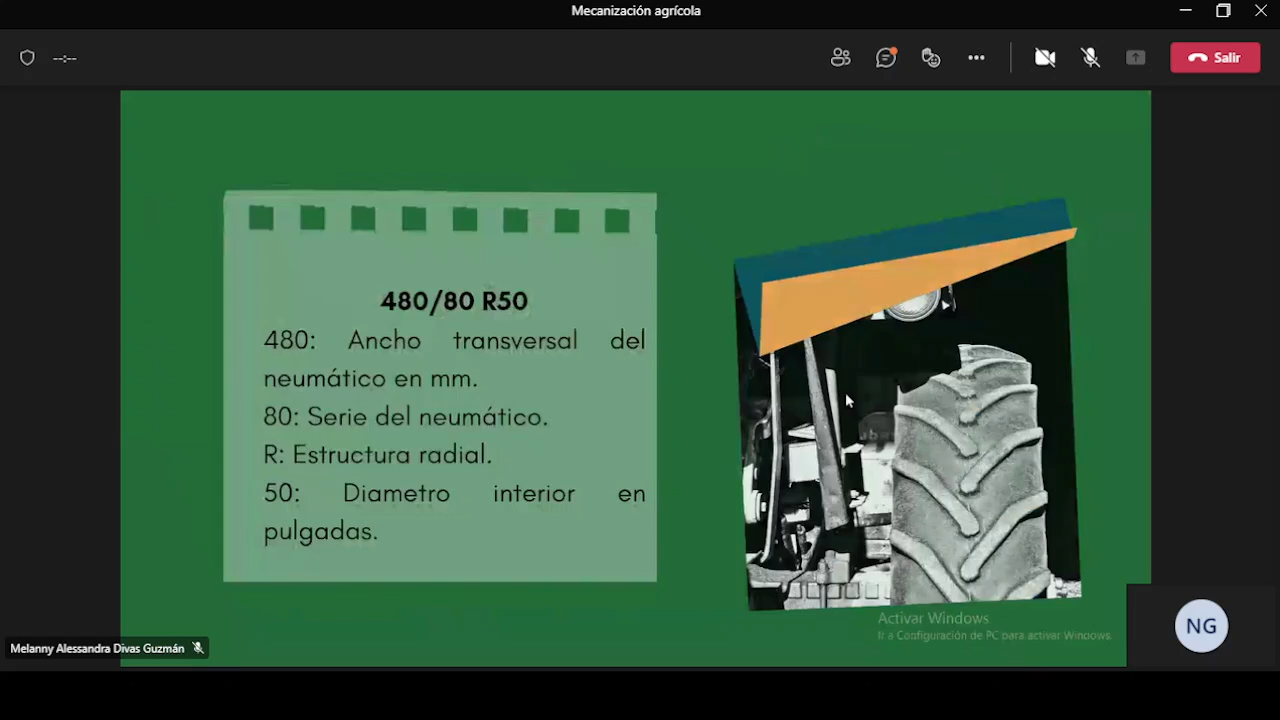 Mecanización agrícola
--:--
Salir
480/80 R50
480: Ancho transversal del
neumático en mm.
80: Serie del neumático.
R: Estructura radial.
50: Diametro interior en
pulgadas.
Activar Windows
Ir a Configuración de PC para activar Windows.
Melanny Alessandra Divas Guzmán
NG